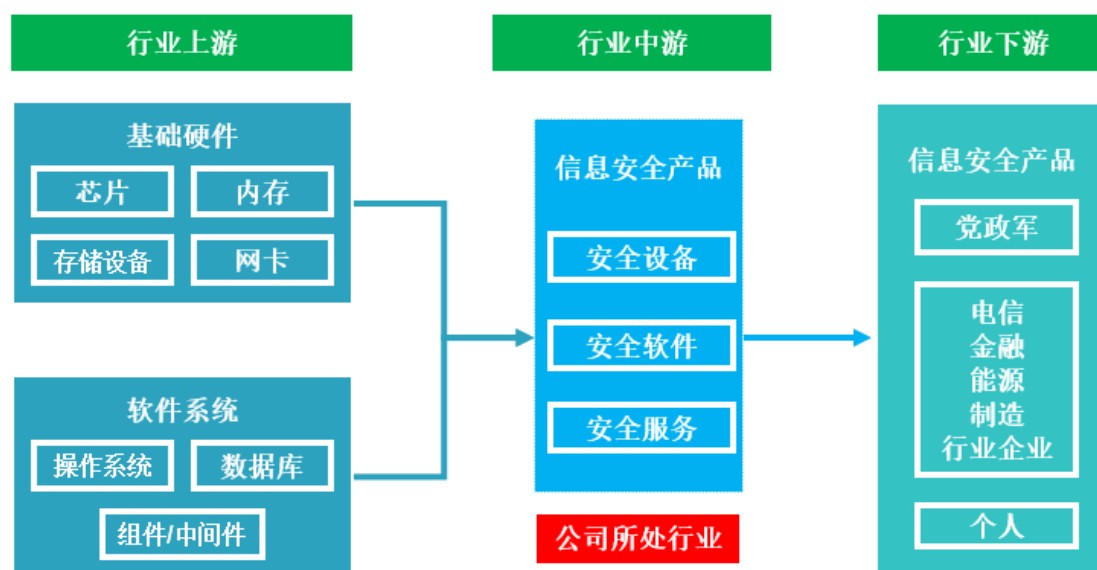 行业上游
行业中游
行业下游
基础硬件
芯片
内存
存储设备
网卡
软件系统
操作系统
数据库
组件/中间件
信息安全产品
安全设备
安全软件
安全服务
公司所处行业
信息安全产品
党政军
电信
金融
能源
制造
行业企业
个人